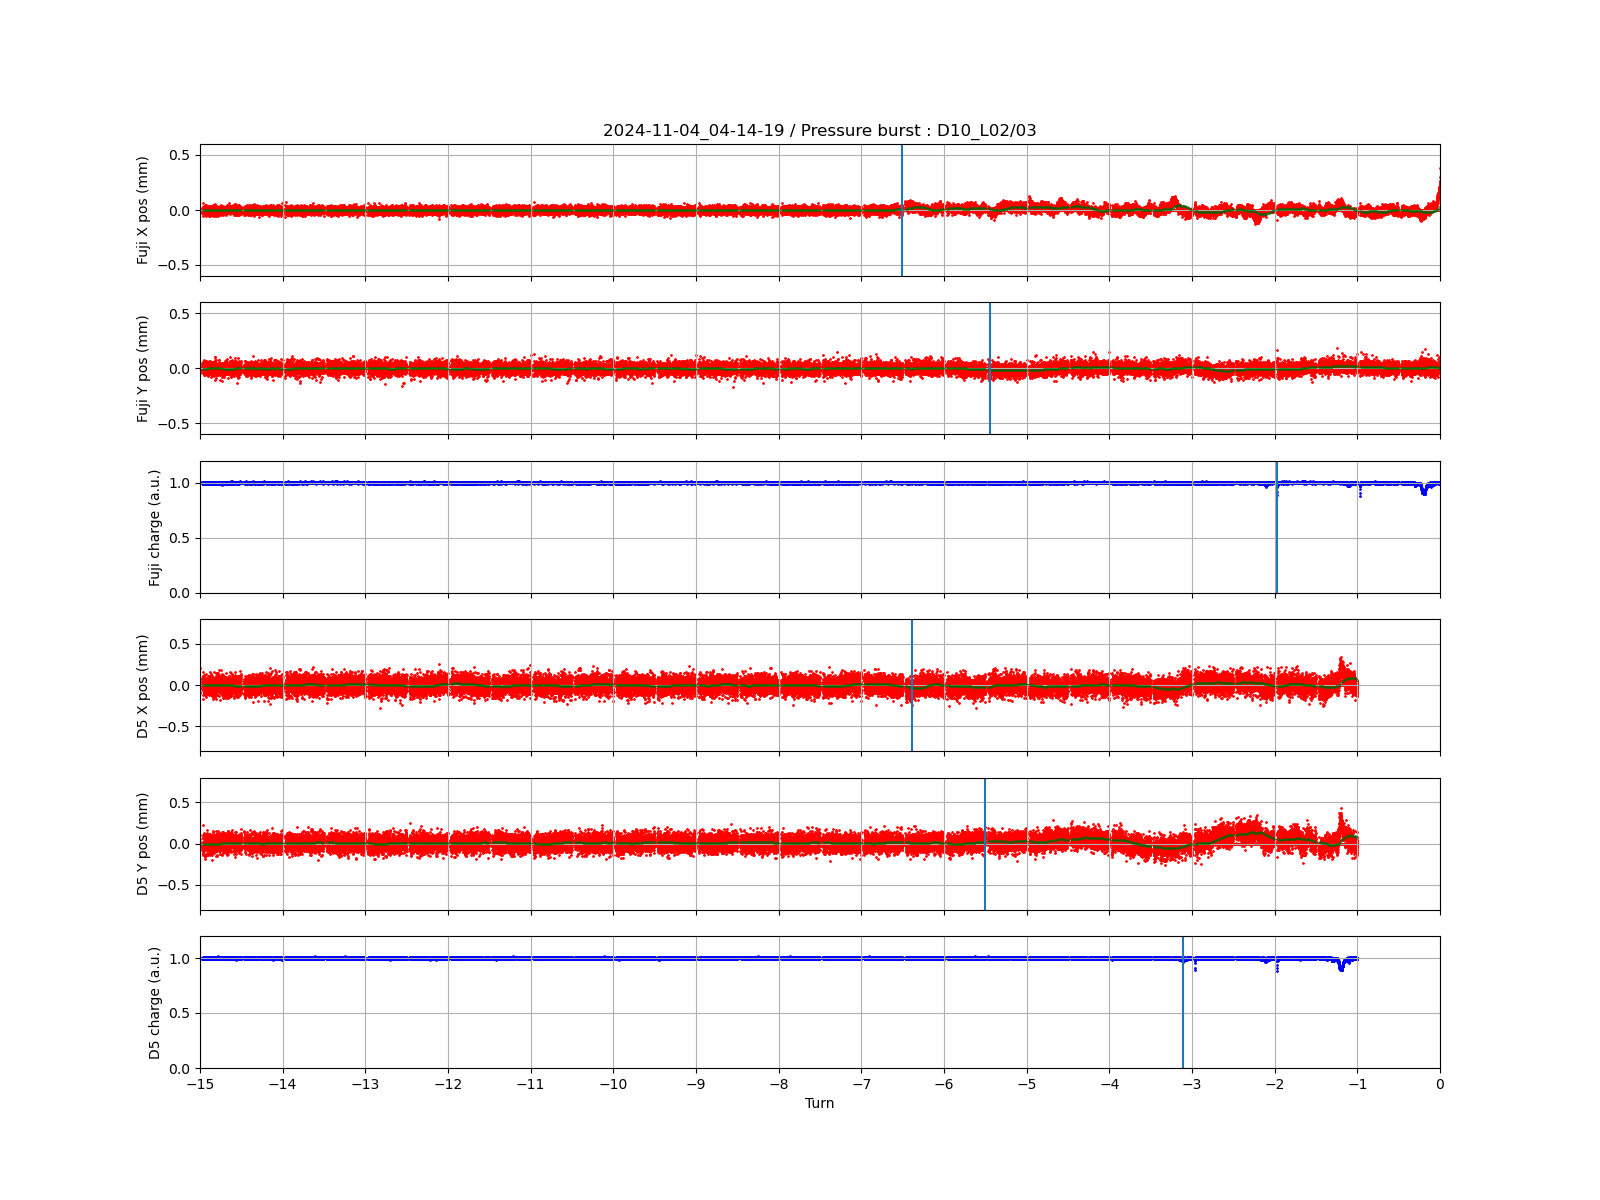 2024-11-04_04-14-19 / Pressure burst : D10_L02/03
Fuji X pos (mm)
0.5
0.0
−0.5
Fuji Y pos (mm)
0.5
0.0
−0.5
Fuji charge (a.u.)
1.0
0.5
0.0
D5 X pos (mm)
0.5
0.0
−0.5
D5 Y pos (mm)
0.5
0.0
−0.5
D5 charge (a.u.)
1.0
0.5
0.0
−15 −14 −13 −12 −11 −10 −9 −8 −7 −6 −5 −4 −3 −2 −1 0
Turn